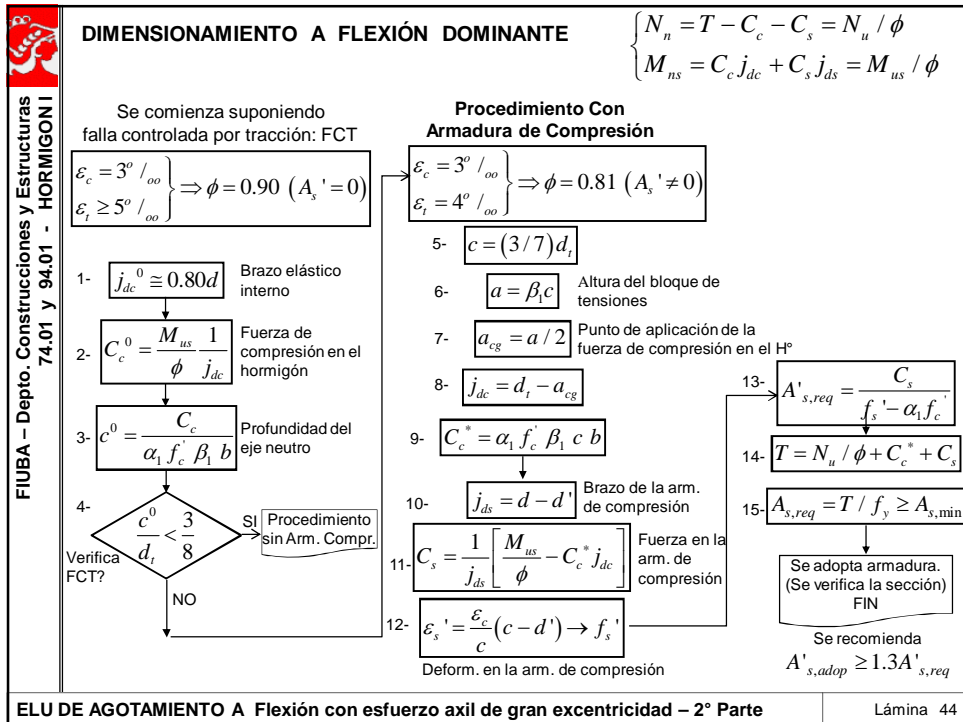 FIUBA – Depto. Construcciones y Estructuras
74.01 y 94.01 - HORMIGON I
DIMENSIONAMIENTO A FLEXIÓN DOMINANTE
N_n = T − C_c − C_s = N_u / ϕ
M_ns = C_c j_dc + C_s j_ds = M_us / ϕ
Se comienza suponiendo
falla controlada por tracción: FCT
ε_c = 3° /_oo
ε_t ≥ 5° /_oo
⇒ ϕ = 0.90 (A_s' = 0)
1- j_dc^0 ≅ 0.80d
Brazo elástico
interno
2- C_c^0 = M_us/ϕ 1/j_dc
Fuerza de
compresión en el
hormigón
3- c^0 = C_c / (α_1 f_c' β_1 b)
Profundidad del
eje neutro
4- c^0/d_t < 3/8
Verifica
FCT?
SI
Procedimiento
sin Arm. Compr.
NO
Procedimiento Con
Armadura de Compresión
ε_c = 3° /_oo
ε_t = 4° /_oo
⇒ ϕ = 0.81 (A_s' ≠ 0)
5- c = (3/7) d_t
6- a = β_1 c
Altura del bloque de
tensiones
7- a_cg = a / 2
Punto de aplicación de la
fuerza de compresión en el H°
8- j_dc = d_t − a_cg
9- C_c^* = α_1 f_c' β_1 c b
10- j_ds = d − d'
Brazo de la arm.
de compresión
11- C_s = 1/j_ds [M_us/ϕ − C_c^* j_dc]
Fuerza en la
arm. de
compresión
12- ε_s' = ε_c/c (c − d') → f_s'
Deform. en la arm. de compresión
13- A'_s,req = C_s / (f_s' − α_1 f_c')
14- T = N_u / ϕ + C_c^* + C_s
15- A_s,req = T / f_y ≥ A_s,min
Se adopta armadura.
(Se verifica la sección)
FIN
Se recomienda
A'_s,adop ≥ 1.3A'_s,req
ELU DE AGOTAMIENTO A Flexión con esfuerzo axil de gran excentricidad – 2° Parte
Lámina 44